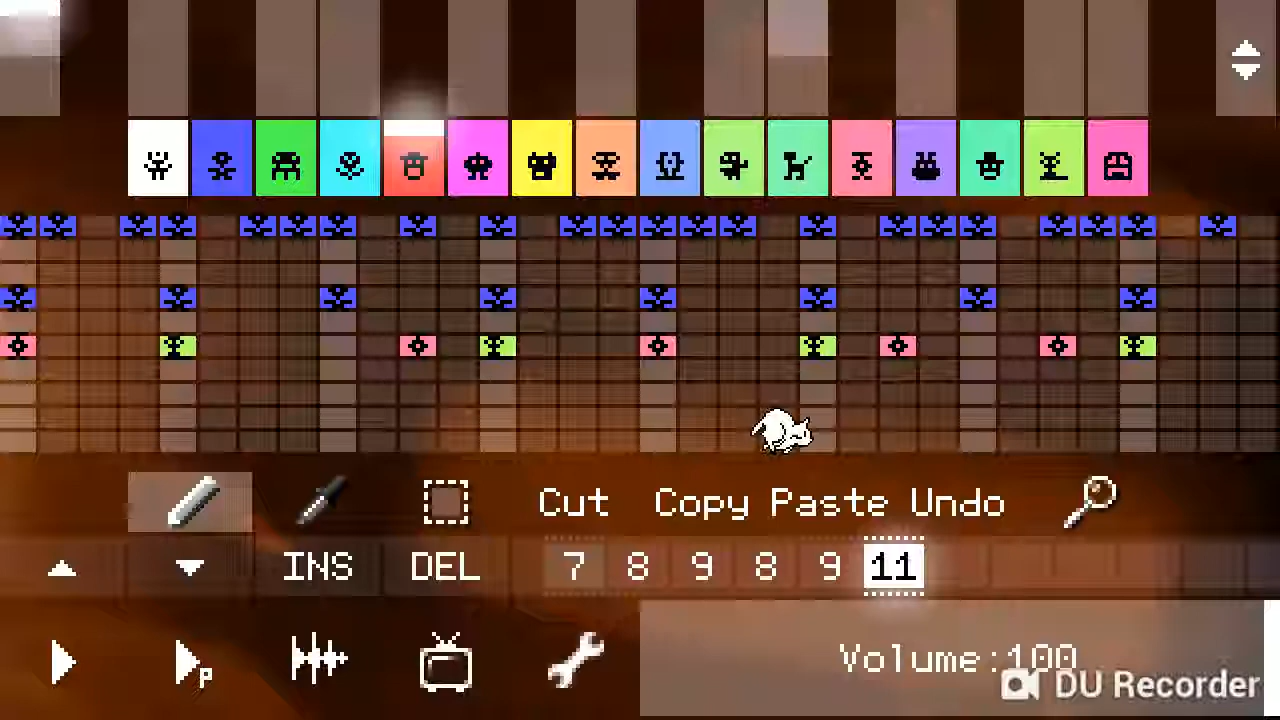 Cut Copy Paste Undo
INS DEL 7 8 9 8 9 11
p Volume:100
DU Recorder